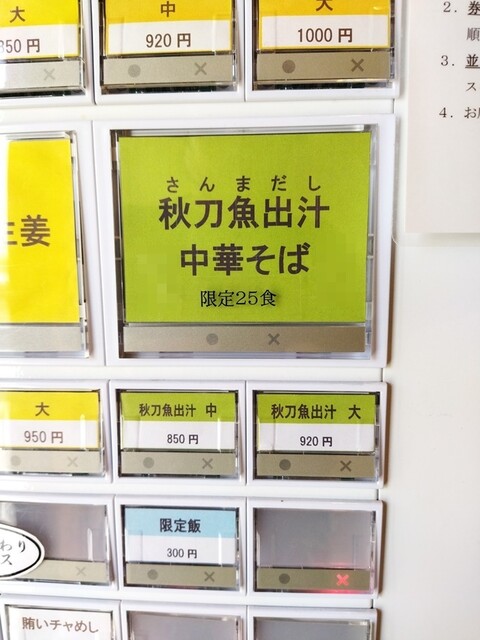 大
中
大
850円
920円
1000円
2. 券
順
3. 並
ス
4. お
さんまだし
秋刀魚出汁
中華そば
限定25食
生姜
大
950円
秋刀魚出汁 中
850円
秋刀魚出汁 大
920円
わり
ス
限定飯
300円
賄いチャめし